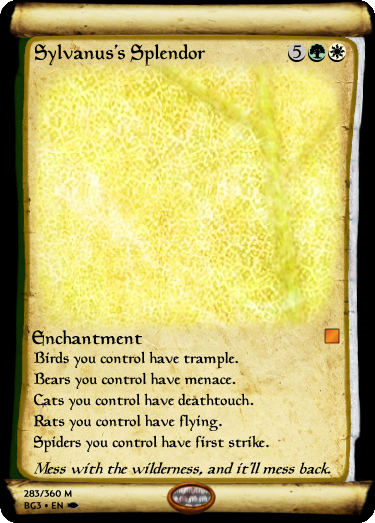 Sylvanus's Splendor 5
Enchantment
Birds you control have trample.
Bears you control have menace.
Cats you control have deathtouch.
Rats you control have flying.
Spiders you control have first strike.
Mess with the wilderness, and it'll mess back.
283/360 M
BG3 • EN